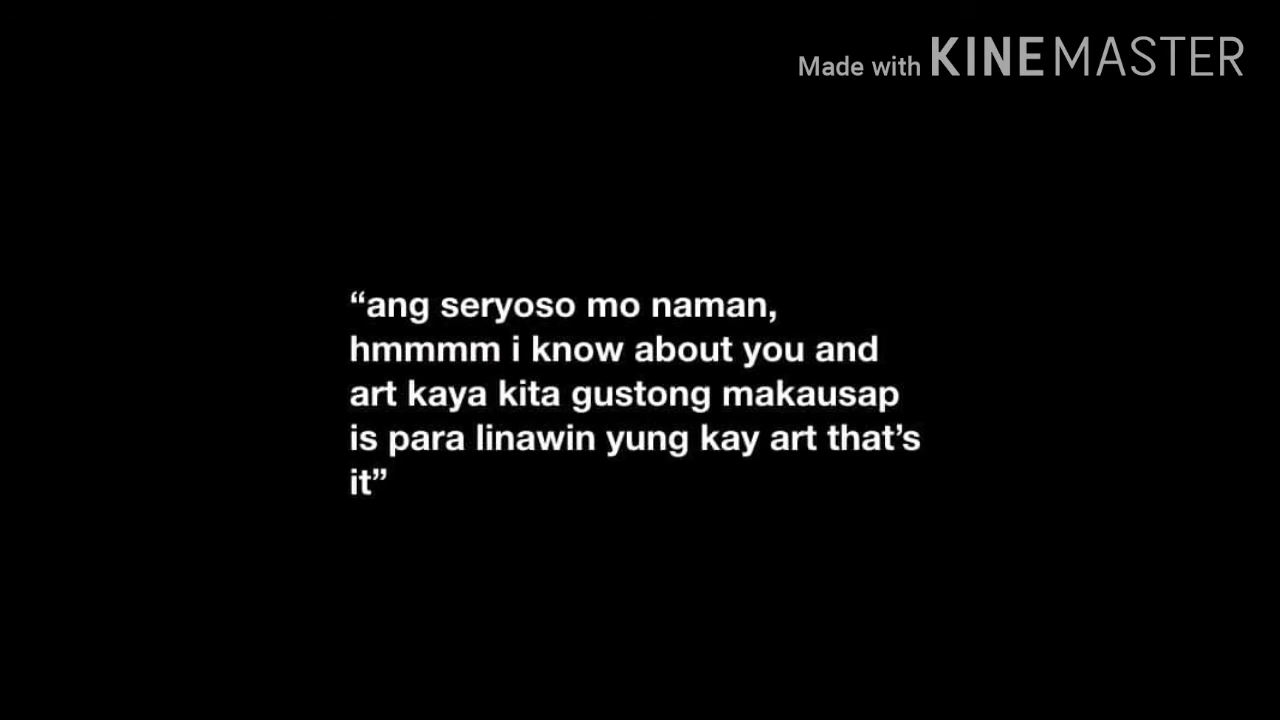 Made with KINEMASTER
“ang seryoso mo naman,
hmmmm i know about you and
art kaya kita gustong makausap
is para linawin yung kay art that’s
it”